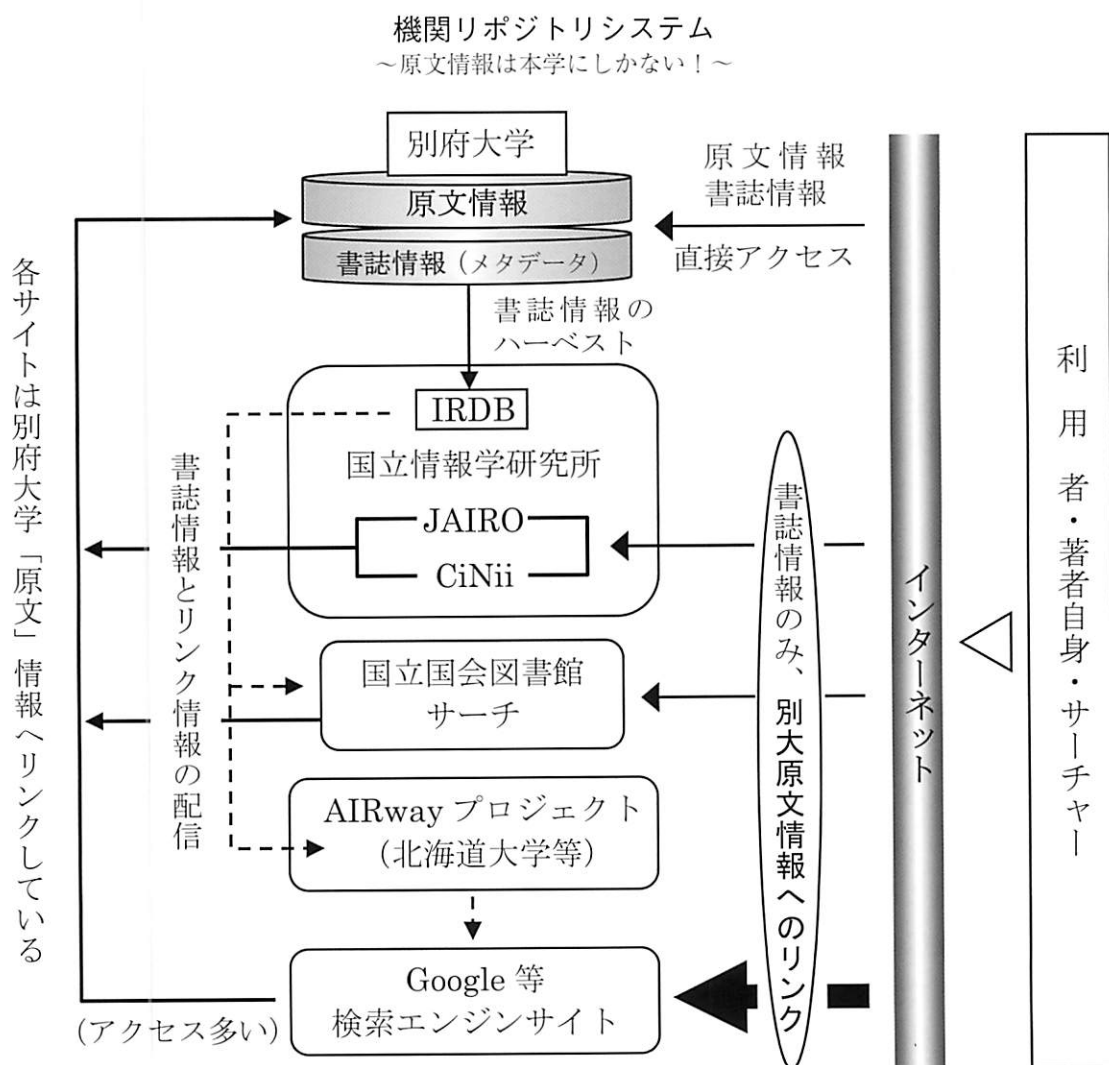 機関リポジトリシステム
~原文情報は本学にしかない!~
別府大学
原文情報
書誌情報(メタデータ)
原文情報
書誌情報
直接アクセス
書誌情報の
ハーベスト
IRDB
国立情報学研究所
JAIRO
CiNii
国立国会図書館
サーチ
AIRway プロジェクト
(北海道大学等)
Google 等
検索エンジンサイト
(アクセス多い)
各サイトは別府大学「原文」情報へリンクしている
書誌情報とリンク情報の配信
書誌情報のみ、別大原文情報へのリンク
インターネット
利用者・著者自身・サーチャー